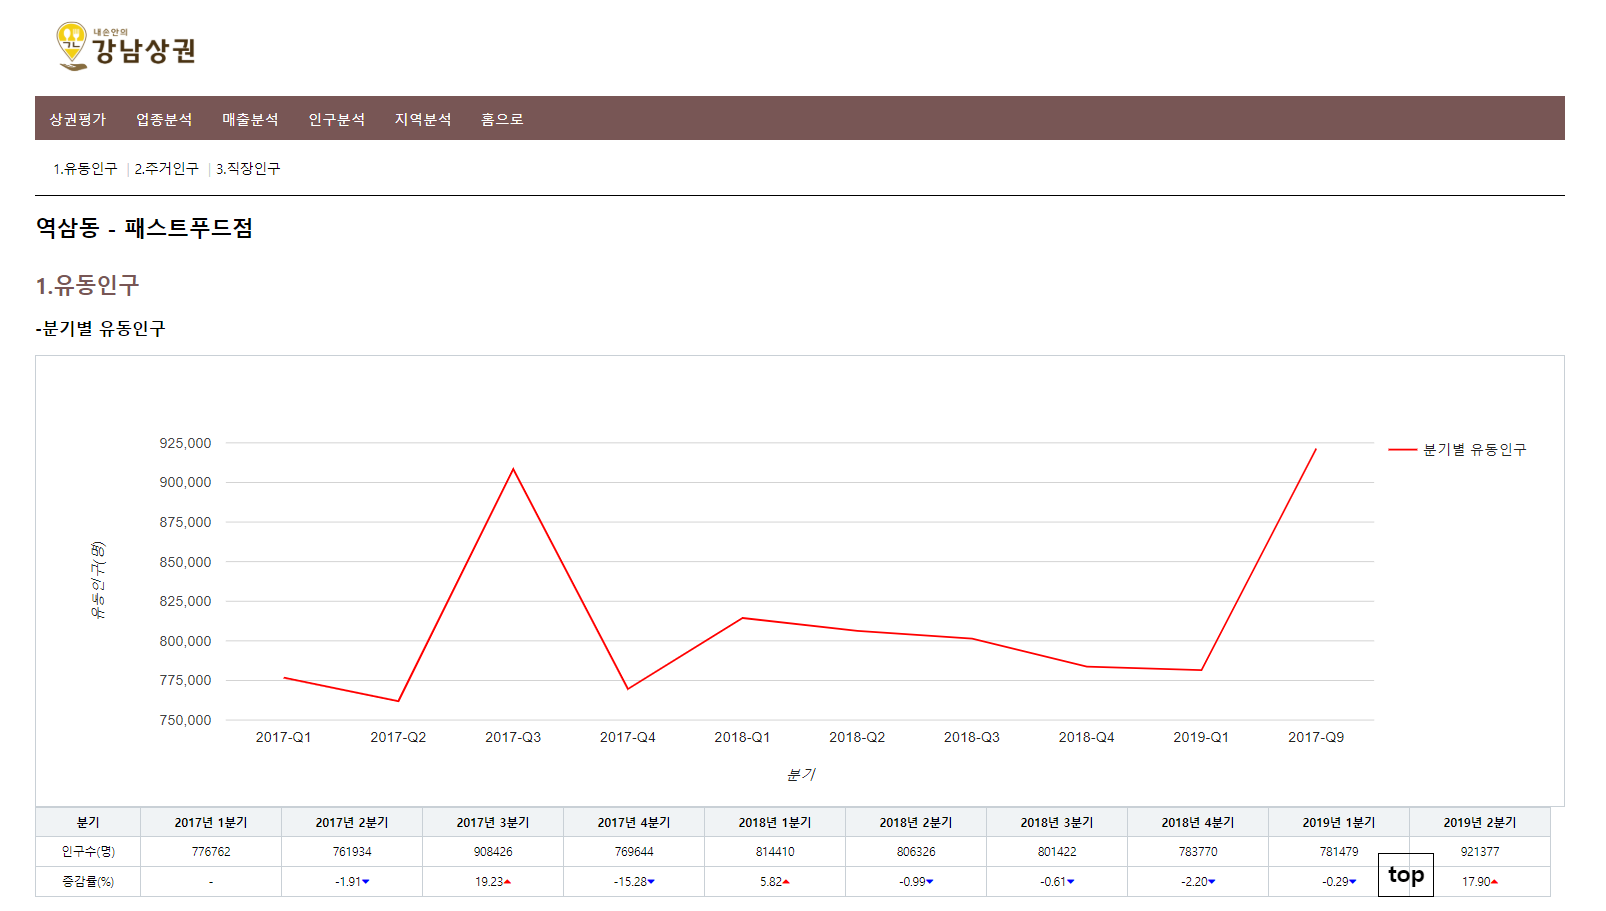 내손안의
강남상권
상권평가 업종분석 매출분석 인구분석 지역분석 홈으로
1.유동인구 | 2.주거인구 | 3.직장인구
역삼동 - 패스트푸드점
1.유동인구
-분기별 유동인구
925,000
900,000
875,000
850,000
825,000
800,000
775,000
750,000
유동인구(명)
분기별 유동인구
2017-Q1 2017-Q2 2017-Q3 2017-Q4 2018-Q1 2018-Q2 2018-Q3 2018-Q4 2019-Q1 2017-Q9
분기
분기 2017년 1분기 2017년 2분기 2017년 3분기 2017년 4분기 2018년 1분기 2018년 2분기 2018년 3분기 2018년 4분기 2019년 1분기 2019년 2분기
인구수(명) 776762 761934 908426 769644 814410 806326 801422 783770 781479 921377
증감률(%) - -1.91▼ 19.23▲ -15.28▼ 5.82▲ -0.99▼ -0.61▼ -2.20▼ -0.29▼ 17.90▲
top